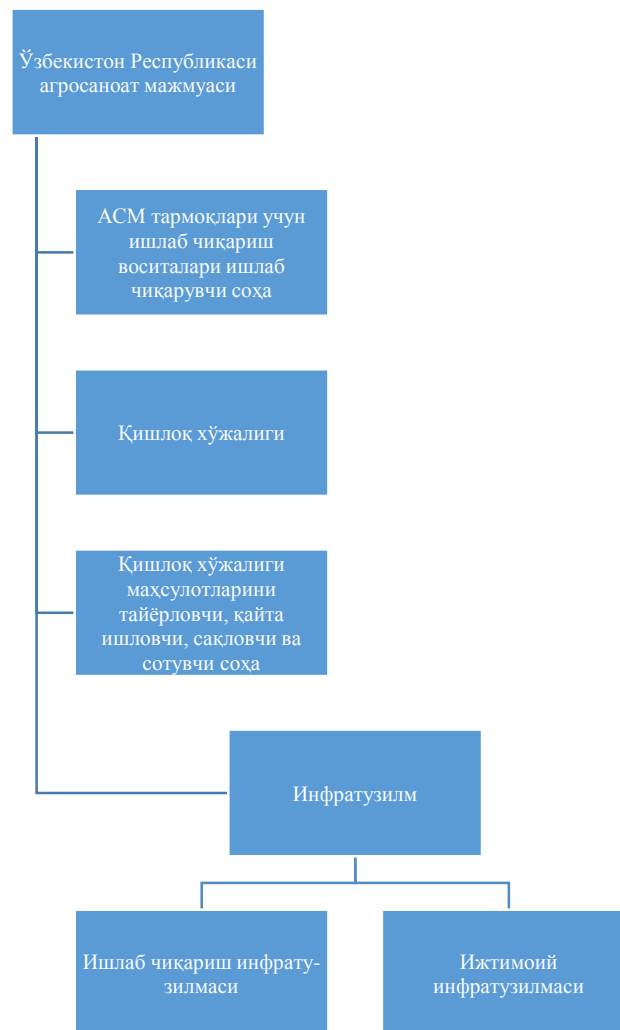 Ўзбекистон Республикаси
агросаноат мажмуаси
АСМ тармоқлари учун
ишлаб чиқариш
воситалари ишлаб
чиқарувчи соҳа
Қишлоқ хўжалиги
Қишлоқ хўжалиги
маҳсулотларини
тайёрловчи, қайта
ишловчи, сақловчи ва
сотувчи соҳа
Инфратузилм
Ишлаб чиқариш инфрату-
зилмаси
Ижтимоий
инфратузилмаси